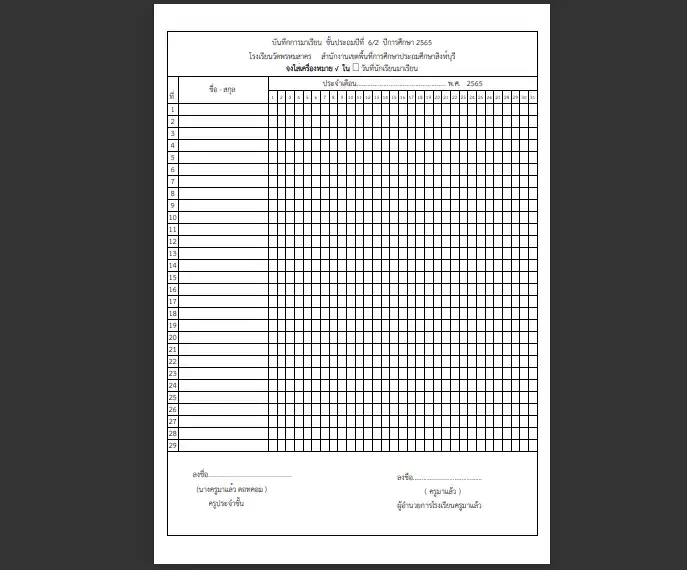 บันทึกการมาเรียน ชั้นประถมปีที่ 6/2 ปีการศึกษา 2565
โรงเรียนวัดพรหมสาคร สำนักงานเขตพื้นที่การศึกษาประถมศึกษาสิงห์บุรี
จงใส่เครื่องหมาย √ ใน □ วันที่นักเรียนมาเรียน
ที่ ชื่อ - สกุล ประจำเดือน.................................................. พ.ศ. 2565
1 2 3 4 5 6 7 8 9 10 11 12 13 14 15 16 17 18 19 20 21 22 23 24 25 26 27 28 29 30 31
1
2
3
4
5
6
7
8
9
10
11
12
13
14
15
16
17
18
19
20
21
22
23
24
25
26
27
28
29
ลงชื่อ..................................................
(นางครูมาแล้ว ดอทคอม )
ครูประจำชั้น
ลงชื่อ.........................................
( ครูมาแล้ว )
ผู้อำนวยการโรงเรียนครูมาแล้ว